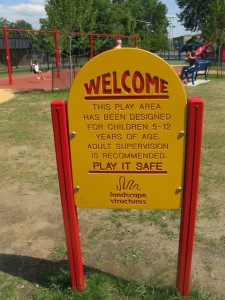 WELCOME
THIS PLAY AREA
HAS BEEN DESIGNED
FOR CHILDREN 5-12
YEARS OF AGE.
ADULT SUPERVISION
IS RECOMMENDED.
PLAY IT SAFE
landscape
structures